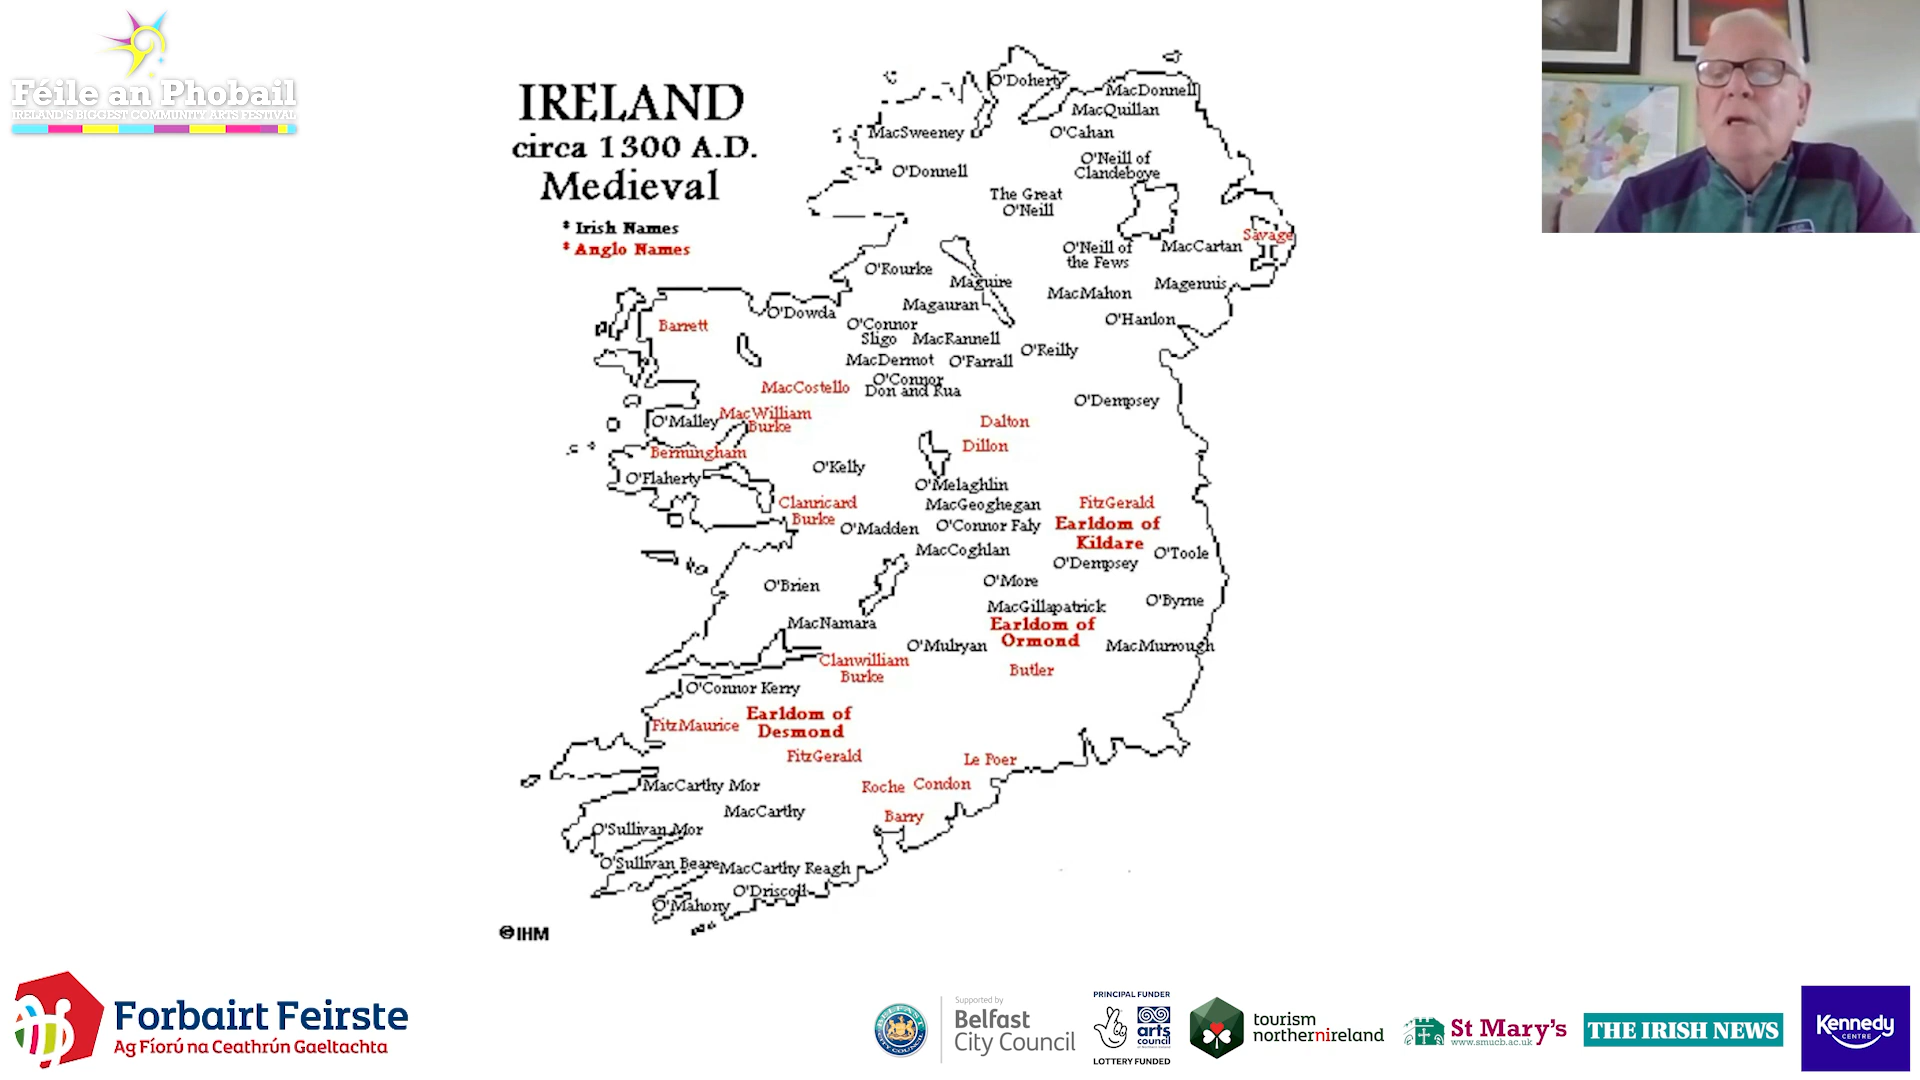 Féile an Phobail
IRELAND'S BIGGEST COMMUNITY ARTS FESTIVAL
IRELAND
circa 1300 A.D.
Medieval
* Irish Names
* Anglo Names
O'Doherty
MacDonnell
MacQuillan
MacSweeney
O'Cahan
O'Neill of
Clandeboye
O'Donnell
The Great
O'Neill
Savage
O'Neill of
the Fews
MacCartan
O'Rourke
Maguire
Magennis
MacMahon
Magauran
O'Dowda
O'Hanlon
Barrett
O'Connor
Sligo
MacRannell
O'Reilly
MacDermot
O'Farrall
O'Connor
Don and Rua
MacCostello
O'Dempsey
MacWilliam
Burke
O'Malley
Dalton
Dillon
Bermingham
O'Kelly
O'Flaherty
O'Melaghlin
Clanricard
Burke
MacGeoghegan
FitzGerald
O'Madden
O'Connor Faly
Earldom of
Kildare
MacCoghlan
O'Toole
O'Dempsey
O'Brien
O'More
O'Byrne
MacGillapatrick
MacNamara
Earldom of
Ormond
O'Mulryan
MacMurrough
Clanwilliam
Burke
Butler
O'Connor Kerry
FitzMaurice
Earldom of
Desmond
FitzGerald
Le Poer
MacCarthy Mor
Roche
Condon
MacCarthy
Barry
O'Sullivan Mor
O'Sullivan Beare
MacCarthy Reagh
O'Driscoll
O'Mahony
©IHM
Forbairt Feirste
Ag Fíorú na Ceathrún Gaeltachta
BELFAST
CITY COUNCIL
Supported by
Belfast
City Council
PRINCIPAL FUNDER
arts
council
LOTTERY FUNDED
tourism
northernireland
St Mary's
www.smucb.ac.uk
THE IRISH NEWS
Kennedy
CENTRE